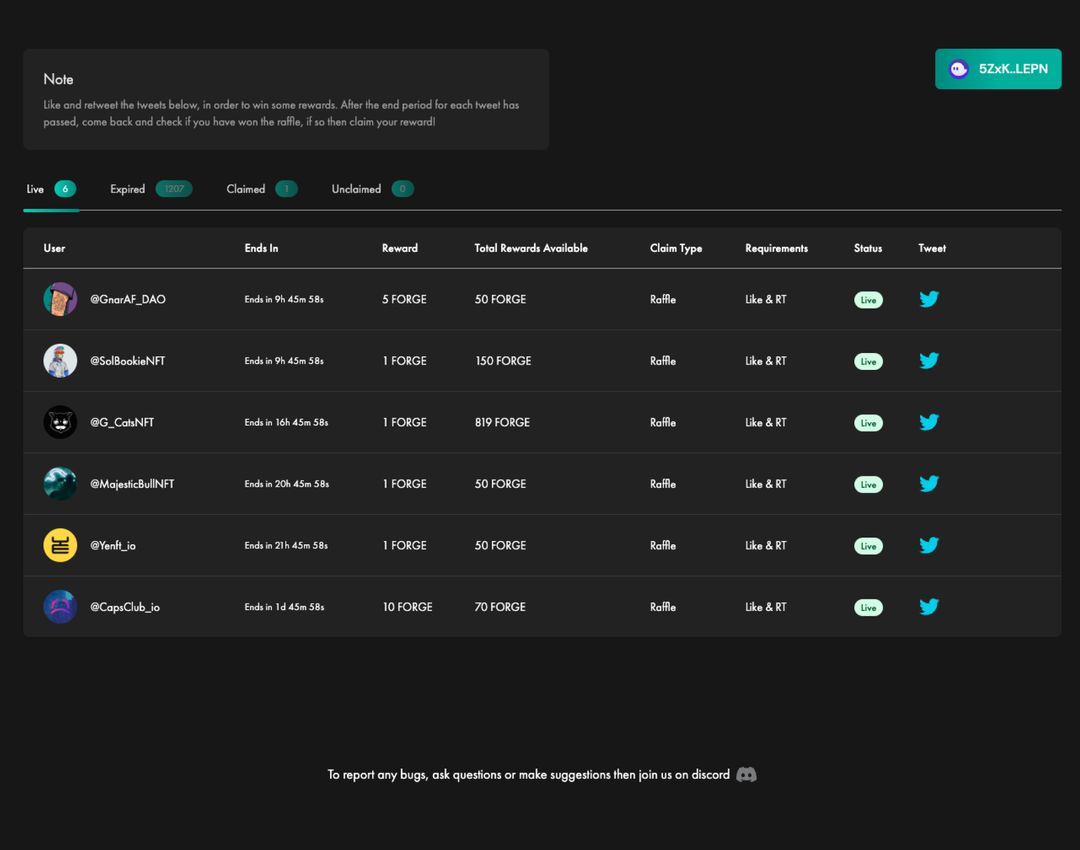 Note
5ZxK..LEPN
Like and retweet the tweets below, in order to win some rewards. After the end period for each tweet has
passed, come back and check if you have won the raffle, if so then claim your reward!
Live 6 Expired 1207 Claimed 1 Unclaimed 0
User Ends In Reward Total Rewards Available Claim Type Requirements Status Tweet
@GnarAF_DAO Ends in 9h 45m 58s 5 FORGE 50 FORGE Raffle Like & RT Live
@SolBookieNFT Ends in 9h 45m 58s 1 FORGE 150 FORGE Raffle Like & RT Live
@G_CatsNFT Ends in 16h 45m 58s 1 FORGE 819 FORGE Raffle Like & RT Live
@MajesticBullNFT Ends in 20h 45m 58s 1 FORGE 50 FORGE Raffle Like & RT Live
@Yenft_io Ends in 21h 45m 58s 1 FORGE 50 FORGE Raffle Like & RT Live
@CapsClub_io Ends in 1d 45m 58s 10 FORGE 70 FORGE Raffle Like & RT Live
To report any bugs, ask questions or make suggestions then join us on discord